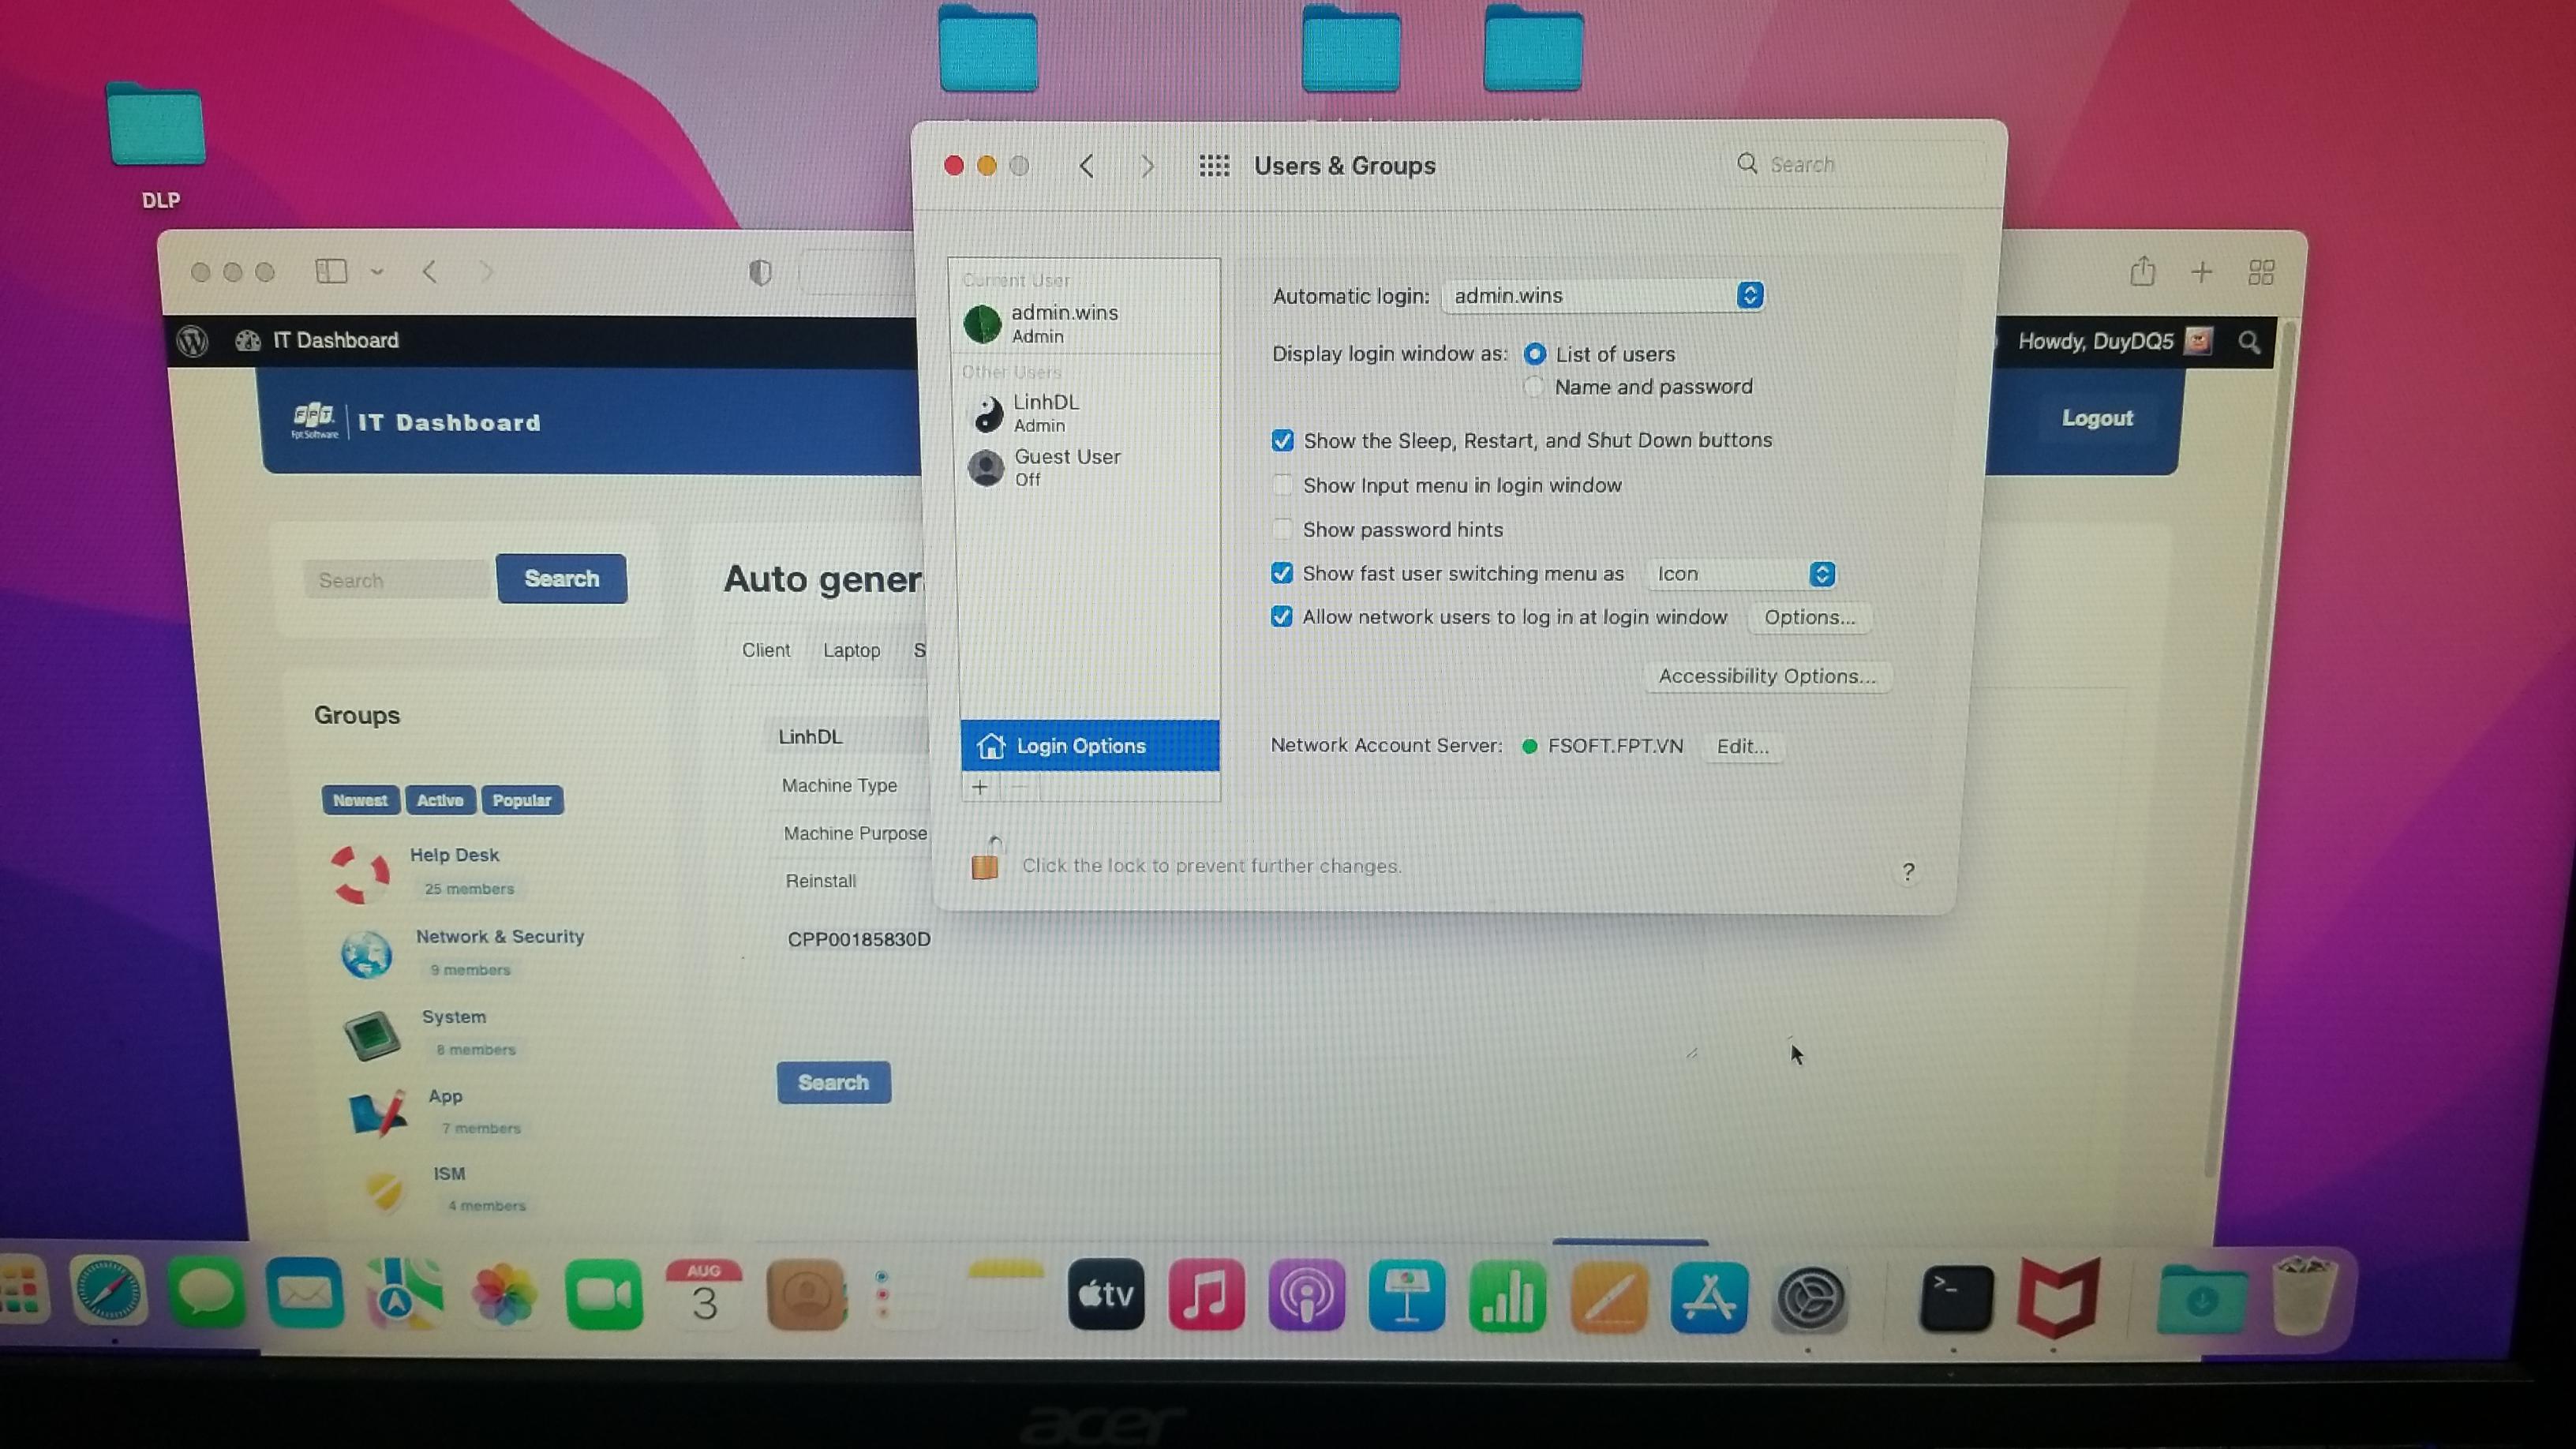 DLP
Users & Groups
Search
Current User
admin.wins
Admin
Other Users
LinhDL
Admin
Guest User
Off
Login Options
+
Automatic login: admin.wins
Display login window as: List of users
Name and password
Show the Sleep, Restart, and Shut Down buttons
Show Input menu in login window
Show password hints
Show fast user switching menu as Icon
Allow network users to log in at login window Options...
Accessibility Options...
Network Account Server: FSOFT.FPT.VN Edit...
Click the lock to prevent further changes.
?
IT Dashboard
Howdy, DuyDQ5
FPT
Fpt Software
IT Dashboard
Logout
Search
Search
Groups
Newest Active Popular
Help Desk
25 members
Network & Security
9 members
System
8 members
App
7 members
ISM
4 members
Auto gener
Client Laptop S
LinhDL
Machine Type
Machine Purpose
Reinstall
CPP00185830D
Search
AUG
3
tv
>_
acer